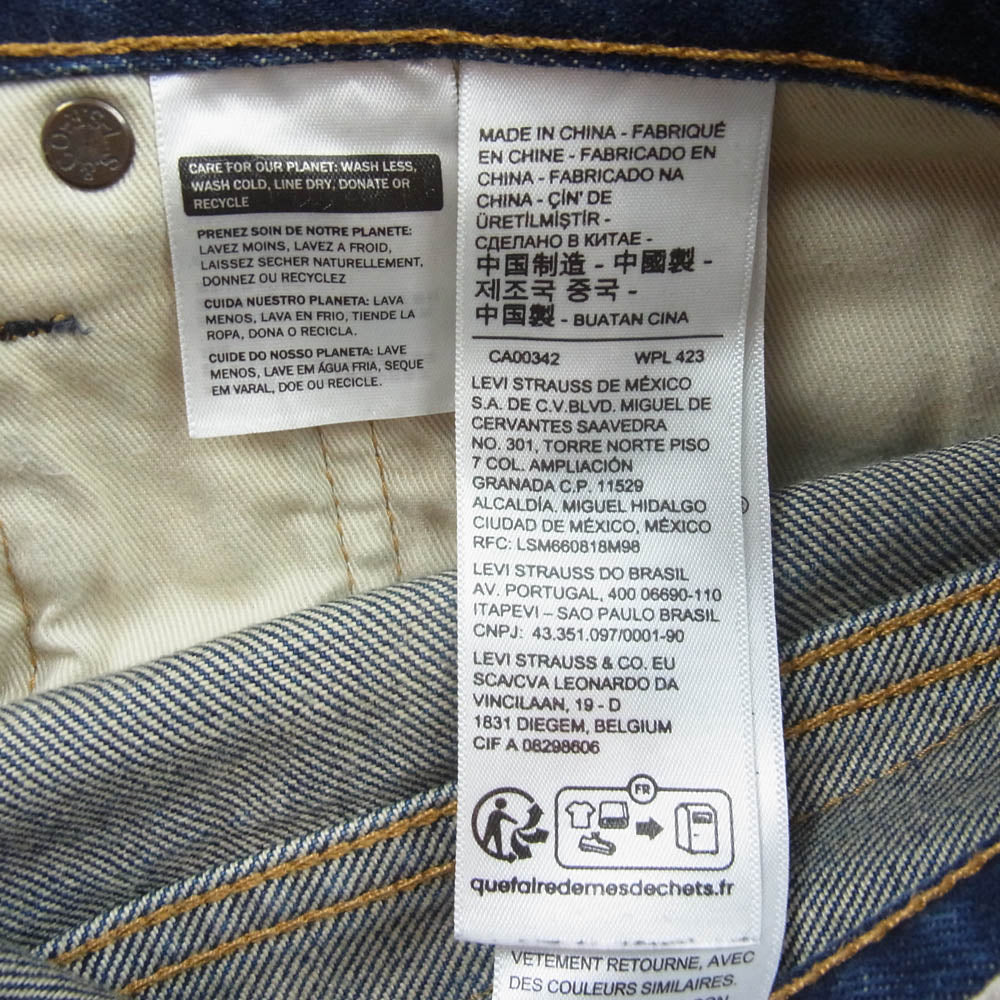 CARE FOR OUR PLANET: WASH LESS,
WASH COLD, LINE DRY, DONATE OR
RECYCLE
PRENEZ SOIN DE NOTRE PLANETE:
LAVEZ MOINS, LAVEZ A FROID,
LAISSEZ SECHER NATURELLEMENT,
DONNEZ OU RECYCLEZ
CUIDA NUESTRO PLANETA: LAVA
MENOS, LAVA EN FRIO, TIENDE LA
ROPA, DONA O RECICLA.
CUIDE DO NOSSO PLANETA: LAVE
MENOS, LAVE EM ÁGUA FRIA, SEQUE
EM VARAL, DOE OU RECICLE.
MADE IN CHINA - FABRIQUÉ
EN CHINE - FABRICADO EN
CHINA - FABRICADO NA
CHINA - ÇİN' DE
ÜRETİLMİŞTİR -
СДЕЛАНО В КИТАЕ -
中国制造 - 中國製 -
제조국 중국 -
中国製 - BUATAN CINA
CA00342 WPL 423
LEVI STRAUSS DE MÉXICO
S.A. DE C.V.BLVD. MIGUEL DE
CERVANTES SAAVEDRA
NO. 301, TORRE NORTE PISO
7 COL. AMPLIACIÓN
GRANADA C.P. 11529
ALCALDÍA. MIGUEL HIDALGO
CIUDAD DE MÉXICO, MÉXICO
RFC: LSM660818M98
LEVI STRAUSS DO BRASIL
AV. PORTUGAL, 400 06690-110
ITAPEVI – SAO PAULO BRASIL
CNPJ: 43.351.097/0001-90
LEVI STRAUSS & CO. EU
SCA/CVA LEONARDO DA
VINCILAAN, 19 - D
1831 DIEGEM, BELGIUM
CIF A 08298606
FR
quefairedemesdechets.fr
VETEMENT RETOURNE, AVEC
DES COULEURS SIMILAIRES.